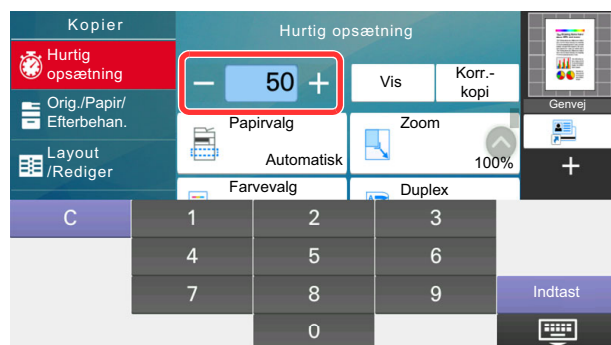 Kopier
Hurtig
opsætning
Orig./Papir/
Efterbehan.
Layout
/Rediger
Hurtig opsætning
− 50 +
Vis
Korr.-
kopi
Papirvalg
Automatisk
Zoom
100%
Farvevalg
Duplex
Genvej
+
C
1 2 3
4 5 6
7 8 9
0
Indtast